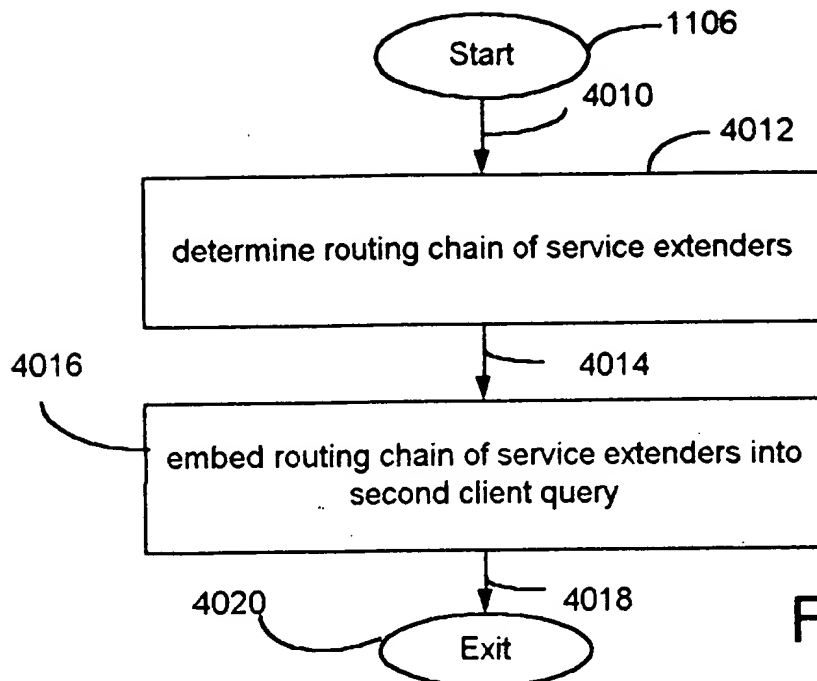 Start
1106
4010
4012
determine routing chain of service extenders
4014
4016
embed routing chain of service extenders into
second client query
4018
4020
Exit
F